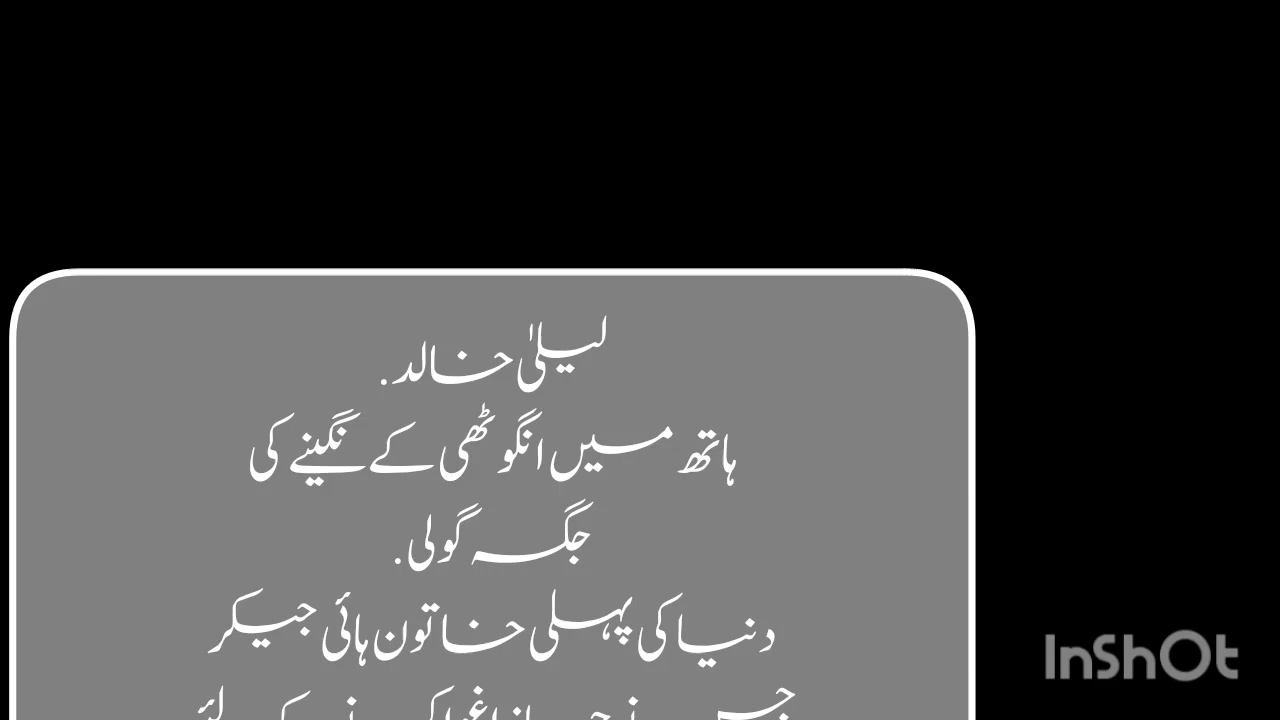 لیلیٰ خالد.
ہاتھ میں انگوٹھی کے نگینے کی
جگہ گولی.
دنیا کی پہلی خاتون ہائی جیکر
InShOt